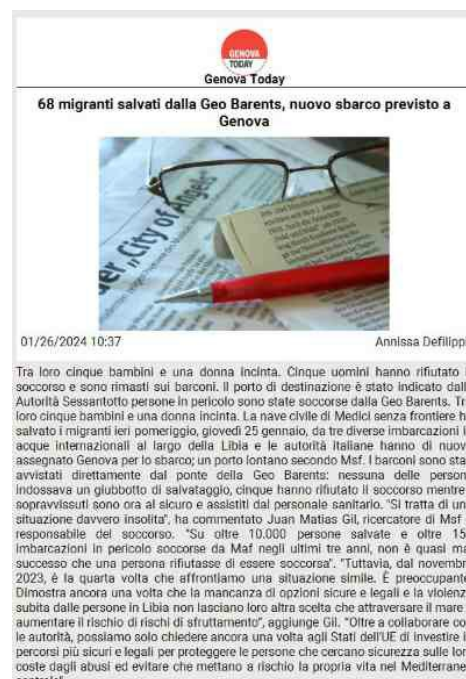 GENOVA
TODAY
Genova Today
68 migranti salvati dalla Geo Barents, nuovo sbarco previsto a
Genova
der „City of
Angels"
01/26/2024 10:37
Annissa Defilippi
Tra loro cinque bambini e una donna incinta. Cinque uomini hanno rifiutato
soccorso e sono rimasti sui barconi. Il porto di destinazione è stato indicato dall
Autorità Sessantotto persone in pericolo sono state soccorse dalla Geo Barents. Tr
loro cinque bambini e una donna incinta. La nave civile di Medici senza frontiere h
salvato i migranti ieri pomeriggio, giovedì 25 gennaio, da tre diverse imbarcazioni i
acque internazionali al largo della Libia e le autorità italiane hanno di nuov
assegnato Genova per lo sbarco; un porto lontano secondo Msf. I barconi sono sta
avvistati direttamente dal ponte della Geo Barents: nessuna delle person
indossava un giubbotto di salvataggio, cinque hanno rifiutato il soccorso mentre
sopravvissuti sono ora al sicuro e assistiti dal personale sanitario. "Si tratta di un
situazione davvero insolita", ha commentato Juan Matias Gil, ricercatore di Msf
responsabile del soccorso. "Su oltre 10.000 persone salvate e oltre 15
imbarcazioni in pericolo soccorse da Maf negli ultimi tre anni, non è quasi ma
successo che una persona rifiutasse di essere soccorsa". "Tuttavia, dal novembr
2023, è la quarta volta che affrontiamo una situazione simile. È preoccupant
Dimostra ancora una volta che la mancanza di opzioni sicure e legali e la violenz
subita dalle persone in Libia non lasciano loro altra scelta che attraversare il mare
aumentare il rischio di rischi di sfruttamento", aggiunge Gil. "Oltre a collaborare co
le autorità, possiamo solo chiedere ancora una volta agli Stati dell'UE di investire i
percorsi più sicuri e legali per proteggere le persone che cercano sicurezza sulle lor
coste dagli abusi ed evitare che mettano a rischio la propria vita nel Mediterrane